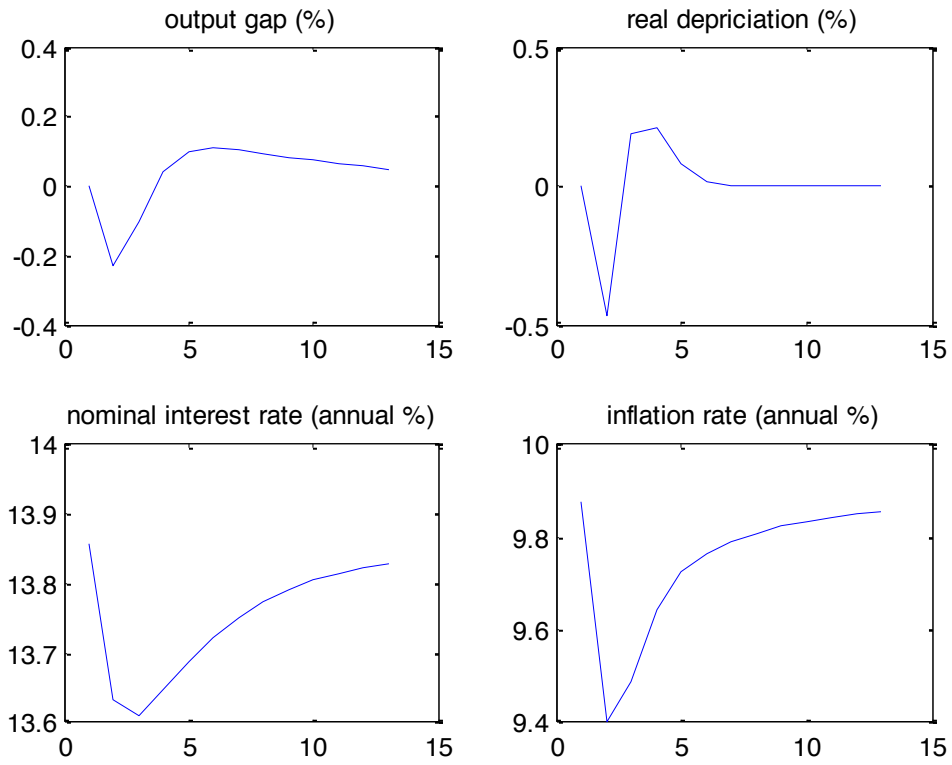 output gap (%)
0.4
0.2
0
-0.2
-0.4
0 5 10 15
real depriciation (%)
0.5
0
-0.5
0 5 10 15
nominal interest rate (annual %)
14
13.9
13.8
13.7
13.6
0 5 10 15
inflation rate (annual %)
10
9.8
9.6
9.4
0 5 10 15